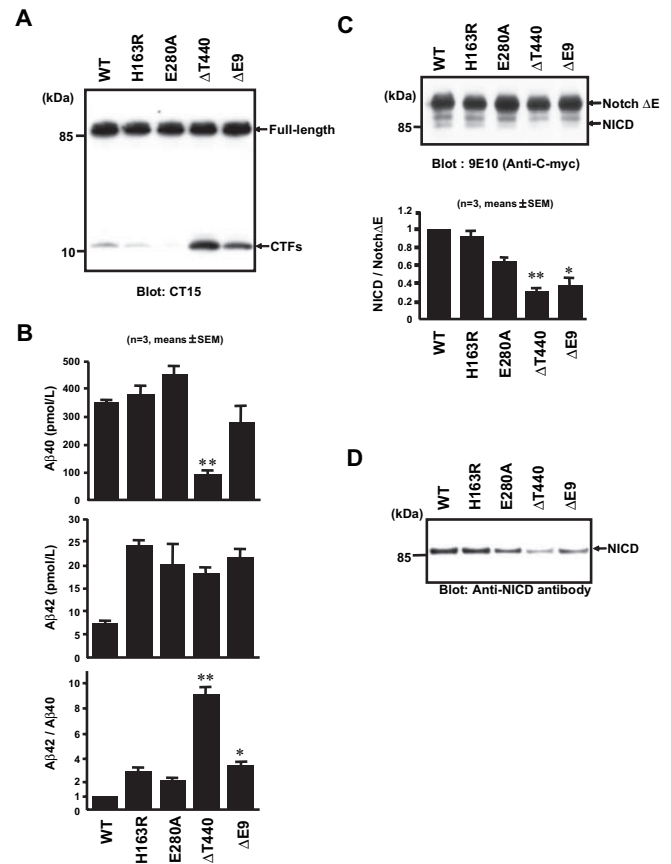 A
WT
H163R
E280A
ΔT440
ΔE9
(kDa)
85
Full-length
10
CTFs
Blot: CT15
B
(n=3, means ±SEM)
Aβ40 (pmol/L)
500
400
300
200
100
0
**
Aβ42 (pmol/L)
30
25
20
15
10
5
0
Aβ42 / Aβ40
10
8
6
4
2
1
0
**
*
WT
H163R
E280A
ΔT440
ΔE9
C
WT
H163R
E280A
ΔT440
ΔE9
(kDa)
Notch ΔE
85
NICD
Blot : 9E10 (Anti-C-myc)
(n=3, means ±SEM)
NICD / NotchΔE
1.2
1
0.8
0.6
0.4
0.2
0
**
*
WT
H163R
E280A
ΔT440
ΔE9
D
WT
H163R
E280A
ΔT440
ΔE9
(kDa)
85
NICD
Blot: Anti-NICD antibody